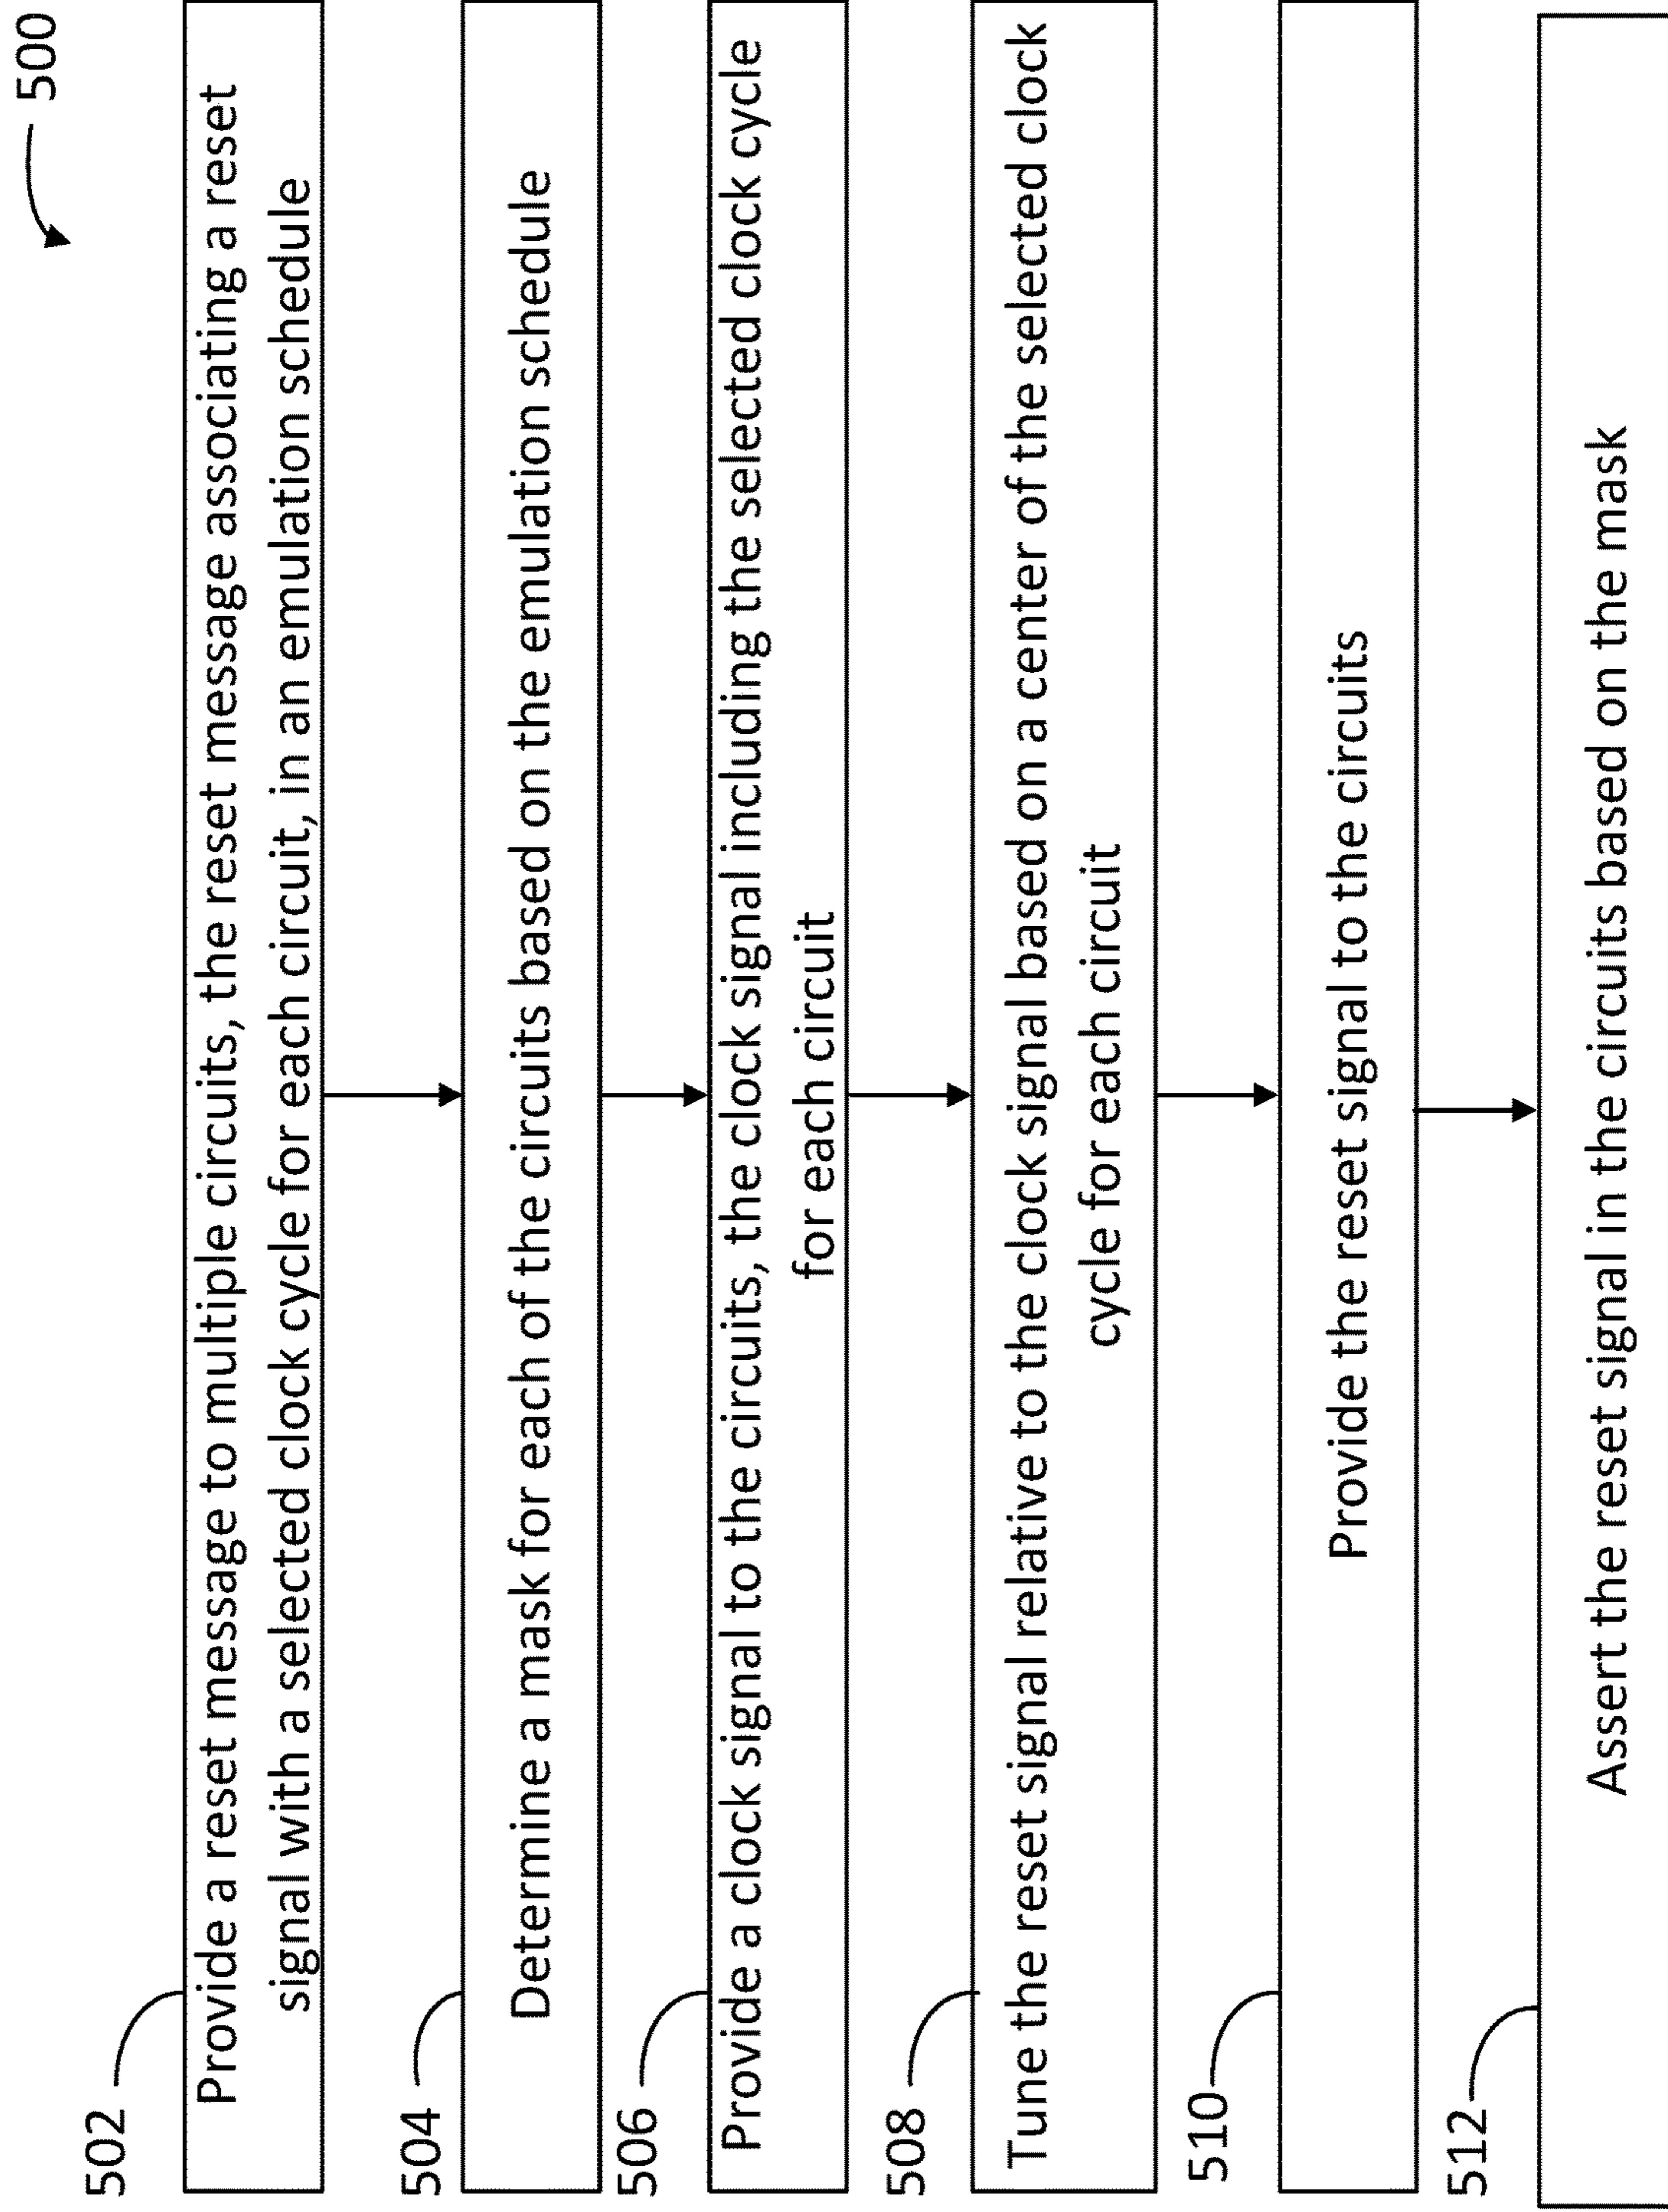 500
502
Provide a reset message to multiple circuits, the reset message associating a reset
signal with a selected clock cycle for each circuit, in an emulation schedule
504
Determine a mask for each of the circuits based on the emulation schedule
506
Provide a clock signal to the circuits, the clock signal including the selected clock cycle
for each circuit
508
Tune the reset signal relative to the clock signal based on a center of the selected clock
cycle for each circuit
510
Provide the reset signal to the circuits
512
Assert the reset signal in the circuits based on the mask